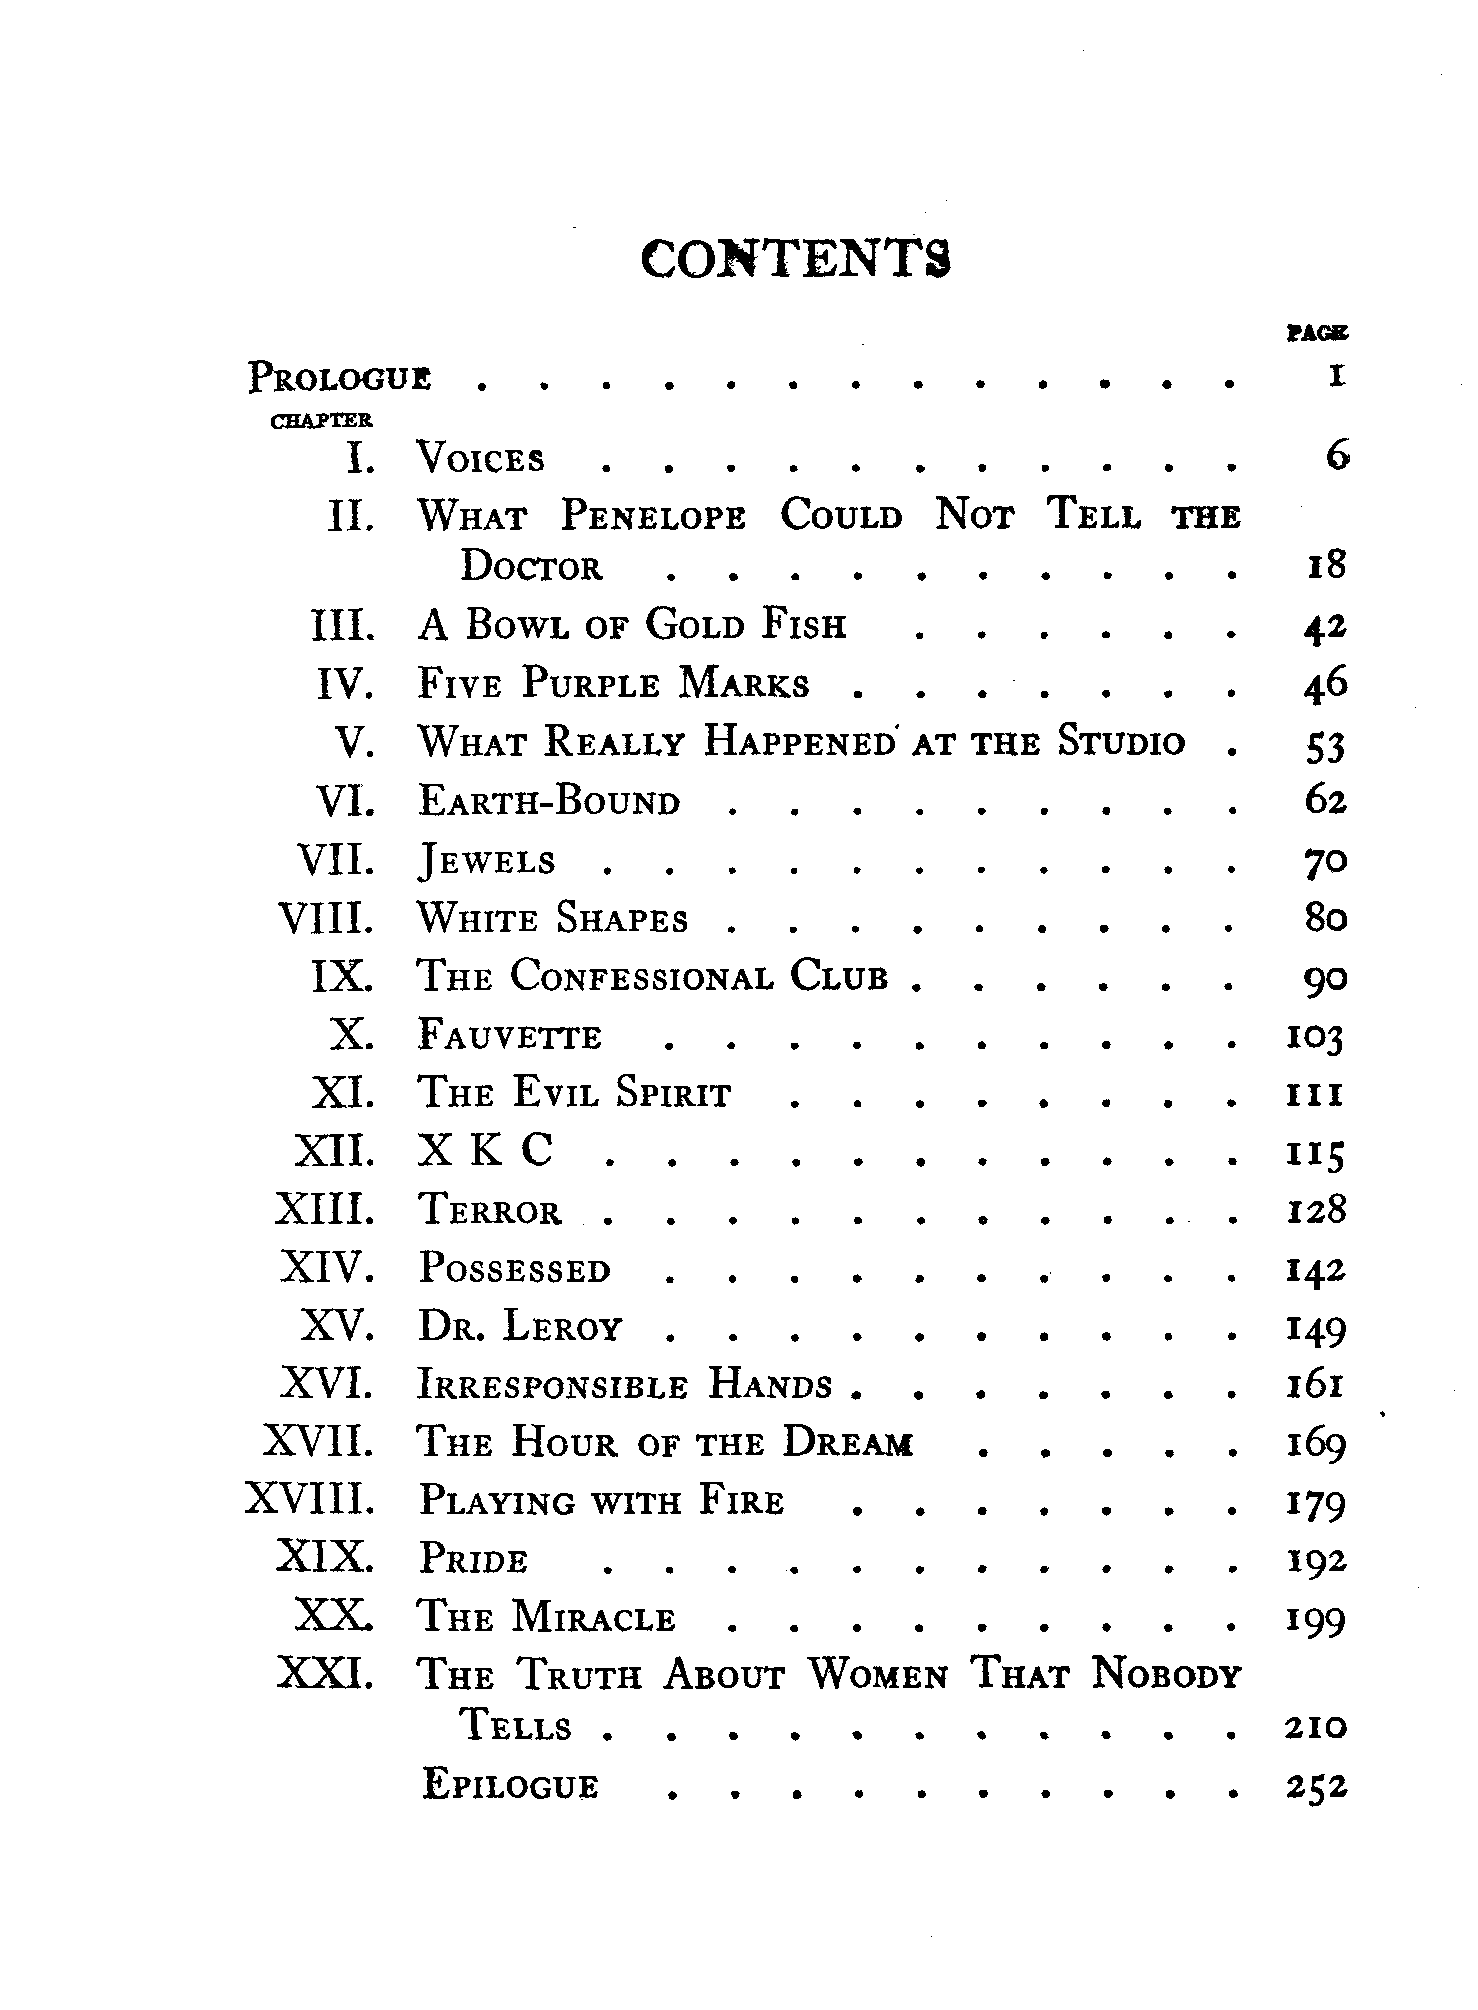 CONTENTS
PAGE
PROLOGUE . . . . . . . . . . . . . 1
CHAPTER
I. VOICES . . . . . . . . . . . 6
II. WHAT PENELOPE COULD NOT TELL THE
DOCTOR . . . . . . . . . . 18
III. A BOWL OF GOLD FISH . . . . . . 42
IV. FIVE PURPLE MARKS . . . . . . . 46
V. WHAT REALLY HAPPENED AT THE STUDIO . 53
VI. EARTH-BOUND . . . . . . . . . 62
VII. JEWELS . . . . . . . . . . . 70
VIII. WHITE SHAPES . . . . . . . . . 80
IX. THE CONFESSIONAL CLUB . . . . . . 90
X. FAUVETTE . . . . . . . . . . 103
XI. THE EVIL SPIRIT . . . . . . . . 111
XII. X K C . . . . . . . . . . . 115
XIII. TERROR . . . . . . . . . . . 128
XIV. POSSESSED . . . . . . . . . . 142
XV. DR. LEROY . . . . . . . . . . 149
XVI. IRRESPONSIBLE HANDS . . . . . . . 161
XVII. THE HOUR OF THE DREAM . . . . . 169
XVIII. PLAYING WITH FIRE . . . . . . . 179
XIX. PRIDE . . . . . . . . . . . 192
XX. THE MIRACLE . . . . . . . . . 199
XXI. THE TRUTH ABOUT WOMEN THAT NOBODY
TELLS . . . . . . . . . . . 210
EPILOGUE . . . . . . . . . . 252